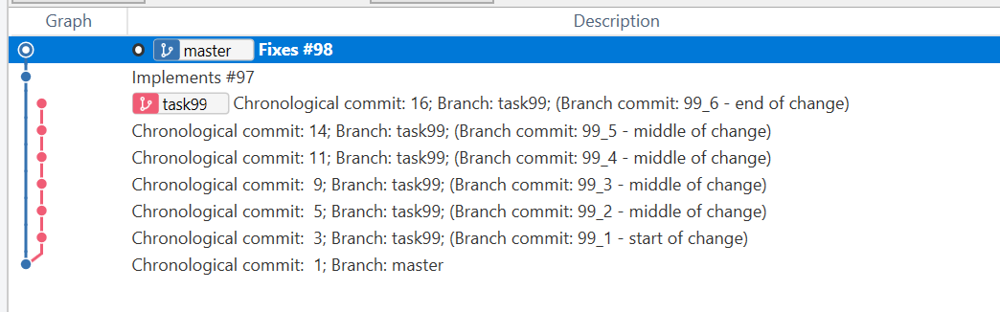 Graph Description
master Fixes #98
Implements #97
task99 Chronological commit: 16; Branch: task99; (Branch commit: 99_6 - end of change)
Chronological commit: 14; Branch: task99; (Branch commit: 99_5 - middle of change)
Chronological commit: 11; Branch: task99; (Branch commit: 99_4 - middle of change)
Chronological commit:  9; Branch: task99; (Branch commit: 99_3 - middle of change)
Chronological commit:  5; Branch: task99; (Branch commit: 99_2 - middle of change)
Chronological commit:  3; Branch: task99; (Branch commit: 99_1 - start of change)
Chronological commit:  1; Branch: master